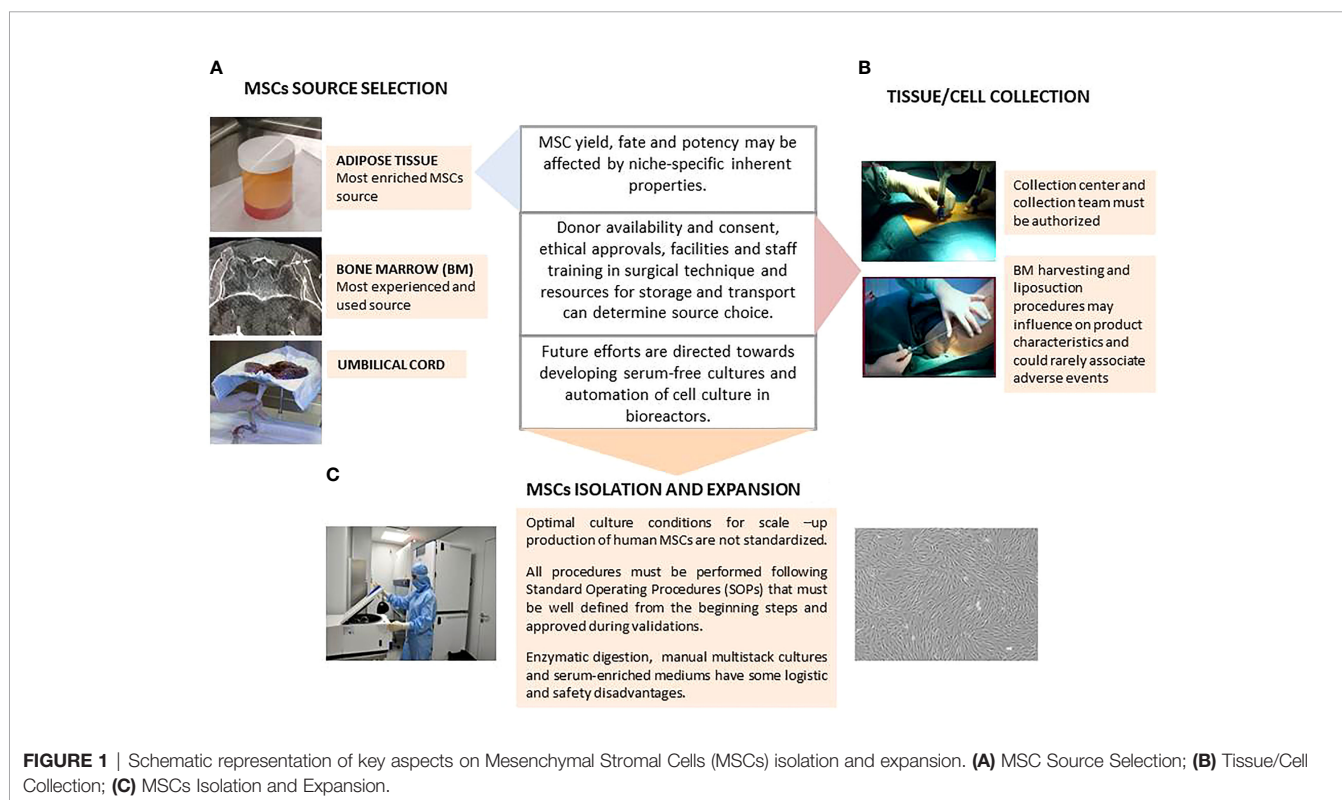 A
MSCs SOURCE SELECTION
ADIPOSE TISSUE
Most enriched MSCs
source
BONE MARROW (BM)
Most experienced and
used source
UMBILICAL CORD
MSC yield, fate and potency may be
affected by niche-specific inherent
properties.
Donor availability and consent,
ethical approvals, facilities and staff
training in surgical technique and
resources for storage and transport
can determine source choice.
Future efforts are directed towards
developing serum-free cultures and
automation of cell culture in
bioreactors.
B
TISSUE/CELL COLLECTION
Collection center and
collection team must
be authorized
BM harvesting and
liposuction
procedures may
influence on product
characteristics and
could rarely associate
adverse events
C
MSCs ISOLATION AND EXPANSION
Optimal culture conditions for scale –up
production of human MSCs are not standardized.
All procedures must be performed following
Standard Operating Procedures (SOPs) that must
be well defined from the beginning steps and
approved during validations.
Enzymatic digestion, manual multistack cultures
and serum-enriched mediums have some logistic
and safety disadvantages.
FIGURE 1 | Schematic representation of key aspects on Mesenchymal Stromal Cells (MSCs) isolation and expansion. (A) MSC Source Selection; (B) Tissue/Cell
Collection; (C) MSCs Isolation and Expansion.